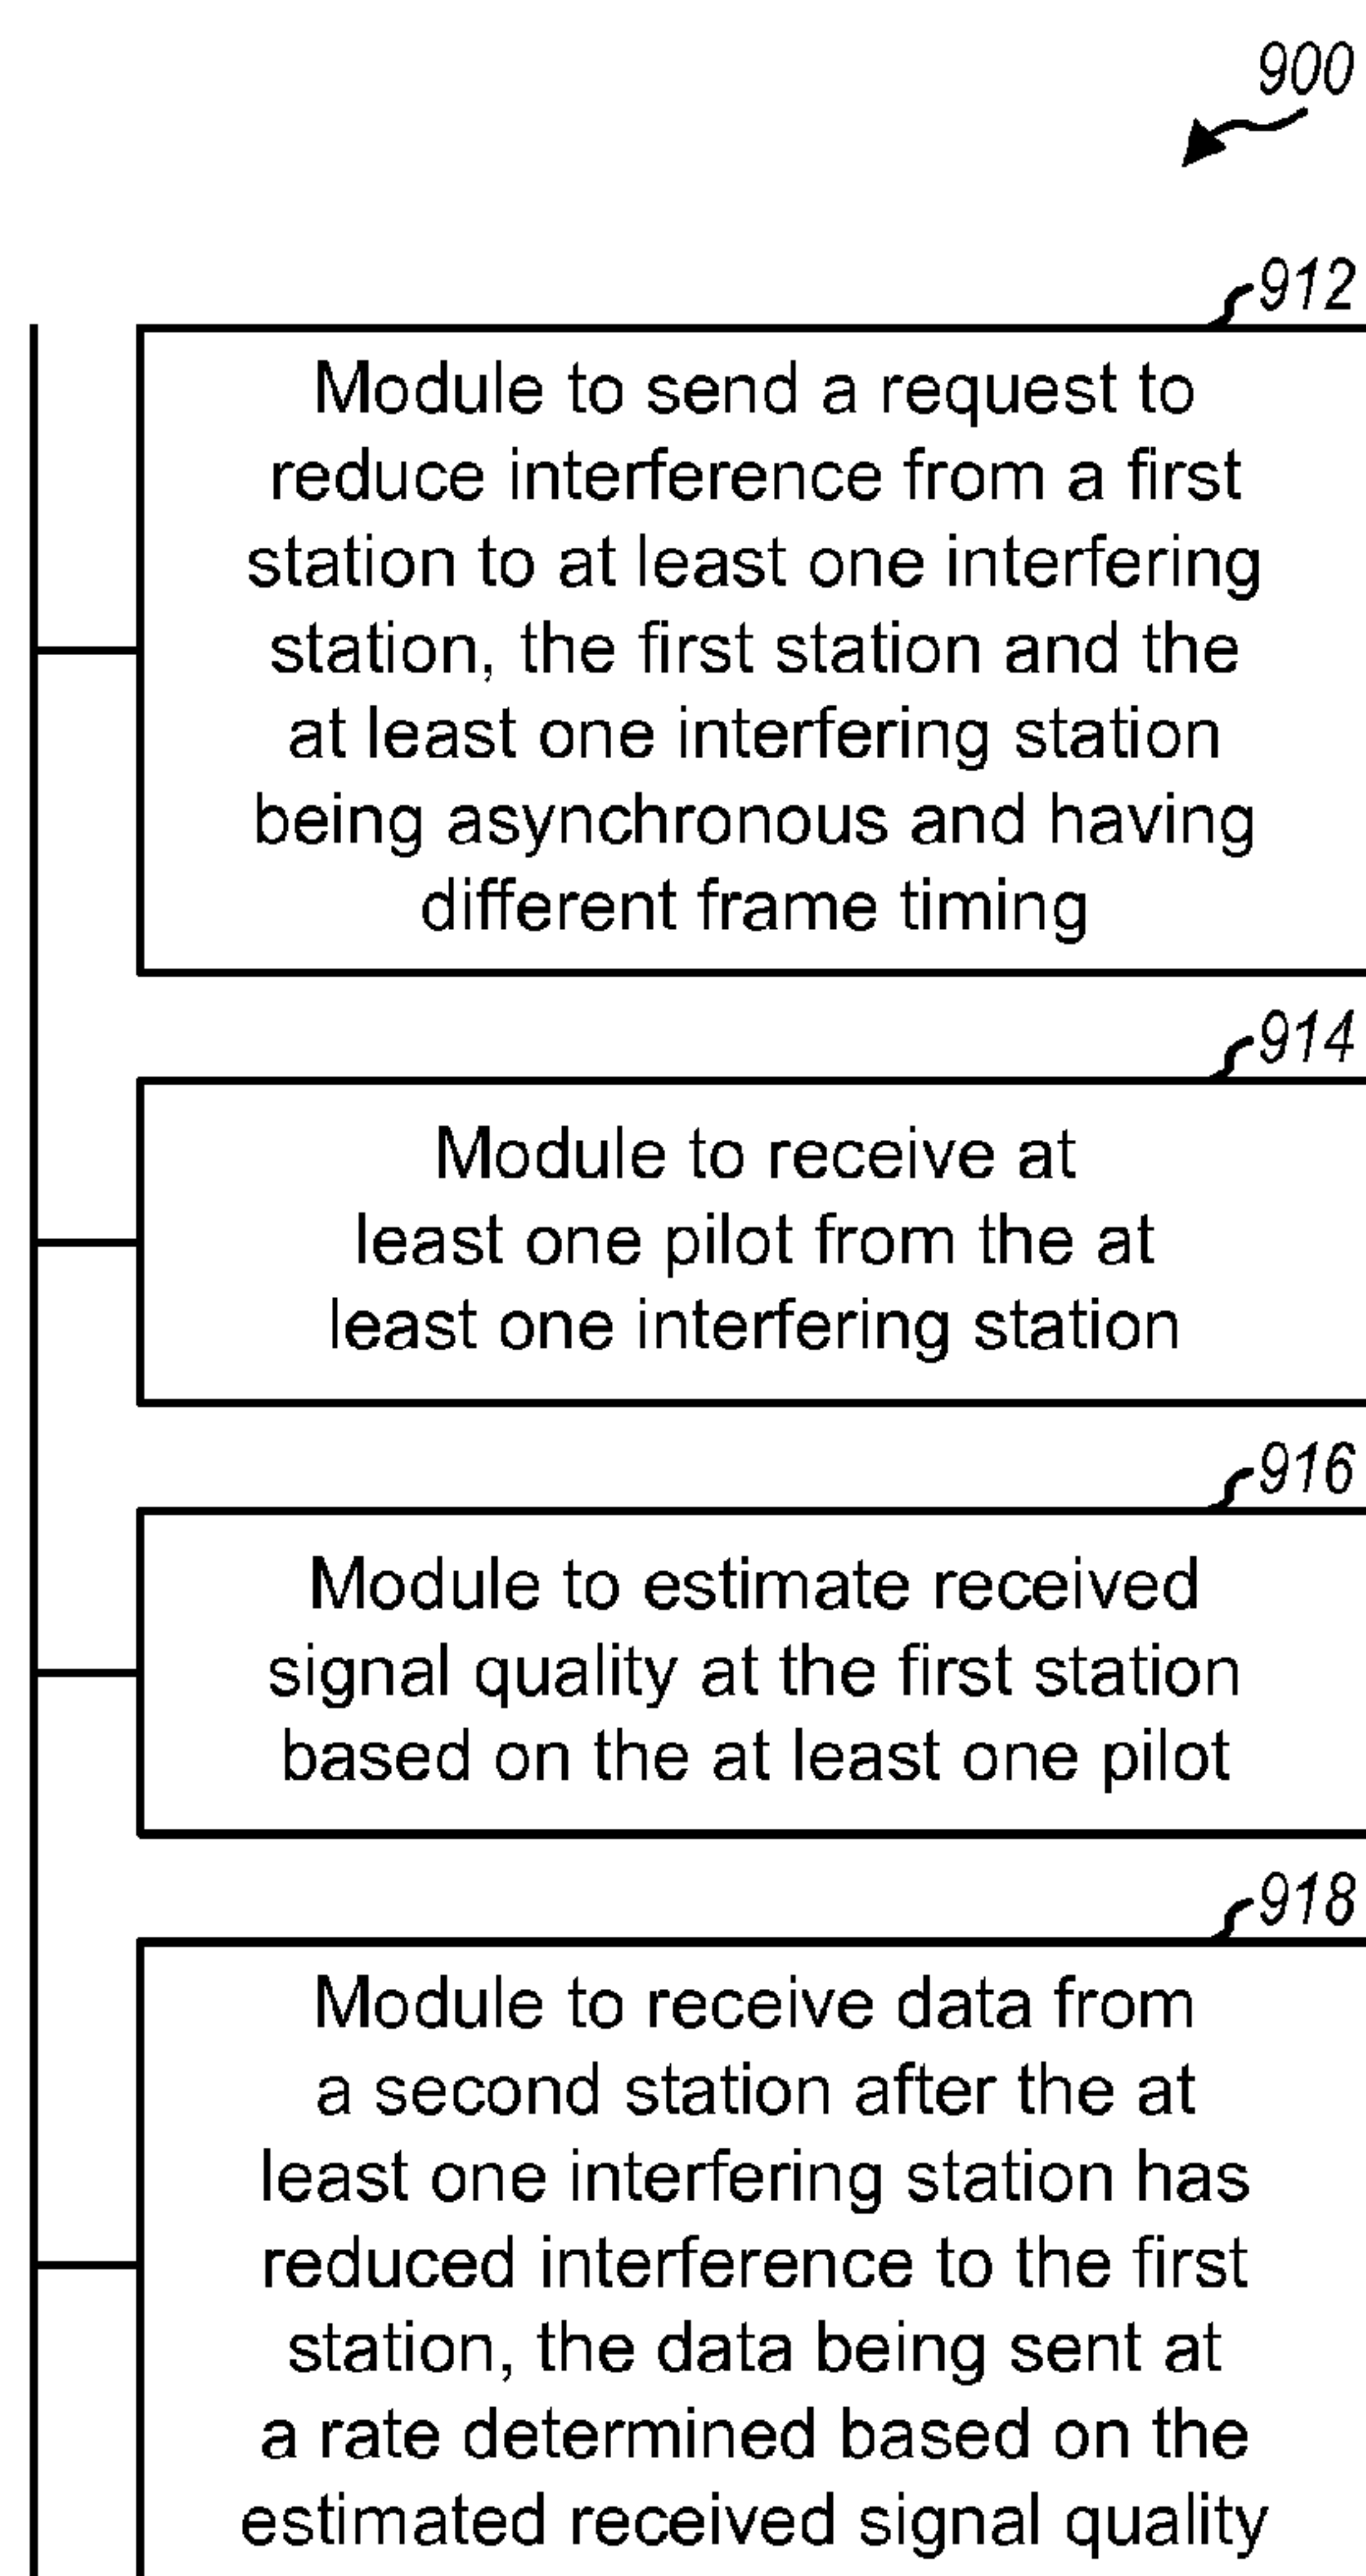 900
912
Module to send a request to
reduce interference from a first
station to at least one interfering
station, the first station and the
at least one interfering station
being asynchronous and having
different frame timing
914
Module to receive at
least one pilot from the at
least one interfering station
916
Module to estimate received
signal quality at the first station
based on the at least one pilot
918
Module to receive data from
a second station after the at
least one interfering station has
reduced interference to the first
station, the data being sent at
a rate determined based on the
estimated received signal quality